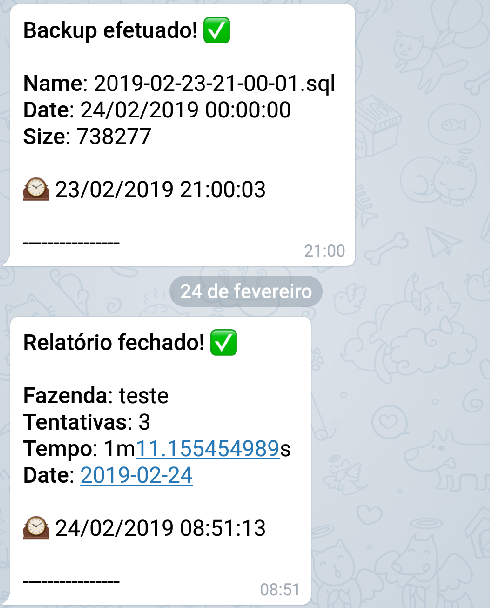 Backup efetuado! ✅
Name: 2019-02-23-21-00-01.sql
Date: 24/02/2019 00:00:00
Size: 738277
🕰 23/02/2019 21:00:03
________________
21:00
24 de fevereiro
Relatório fechado! ✅
Fazenda: teste
Tentativas: 3
Tempo: 1m11.155454989s
Date: 2019-02-24
🕰 24/02/2019 08:51:13
________________
08:51